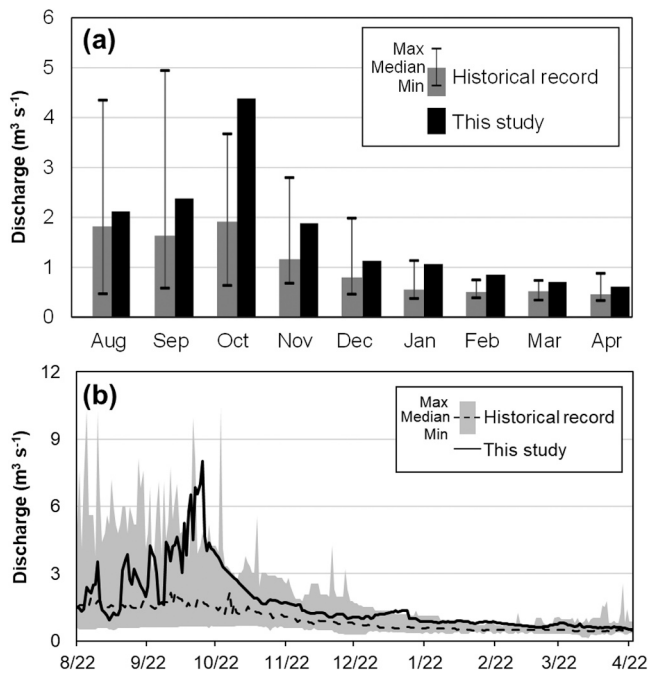 (a)
Discharge (m³ s⁻¹)
6
5
4
3
2
1
0
Max
Median
Min
Historical record
This study
Aug Sep Oct Nov Dec Jan Feb Mar Apr
(b)
Discharge (m³ s⁻¹)
12
9
6
3
0
Max
Median
Min
Historical record
This study
8/22 9/22 10/22 11/22 12/22 1/22 2/22 3/22 4/22